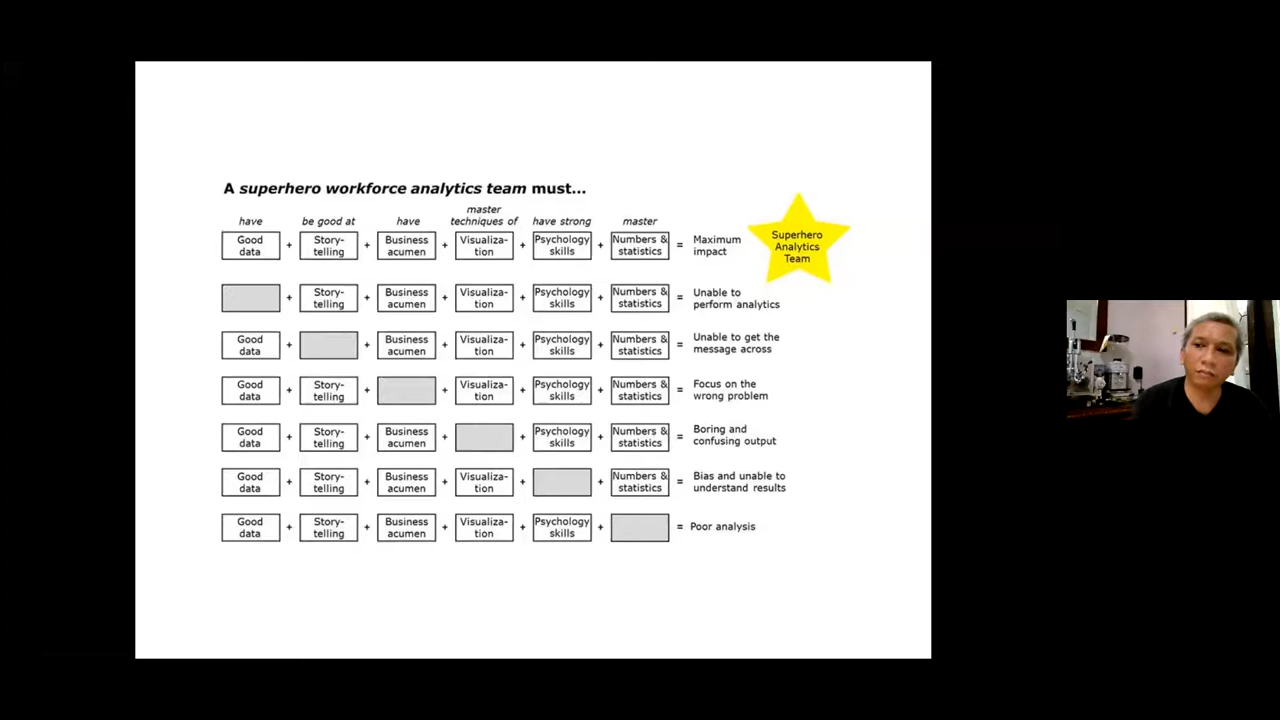 A superhero workforce analytics team must...
have be good at have master techniques of have strong master
Good data + Story-telling + Business acumen + Visualiza-tion + Psychology skills + Numbers & statistics = Maximum impact
Superhero Analytics Team
+ Story-telling + Business acumen + Visualiza-tion + Psychology skills + Numbers & statistics = Unable to perform analytics
Good data + + Business acumen + Visualiza-tion + Psychology skills + Numbers & statistics = Unable to get the message across
Good data + Story-telling + + Visualiza-tion + Psychology skills + Numbers & statistics = Focus on the wrong problem
Good data + Story-telling + Business acumen + + Psychology skills + Numbers & statistics = Boring and confusing output
Good data + Story-telling + Business acumen + Visualiza-tion + + Numbers & statistics = Bias and unable to understand results
Good data + Story-telling + Business acumen + Visualiza-tion + Psychology skills + = Poor analysis